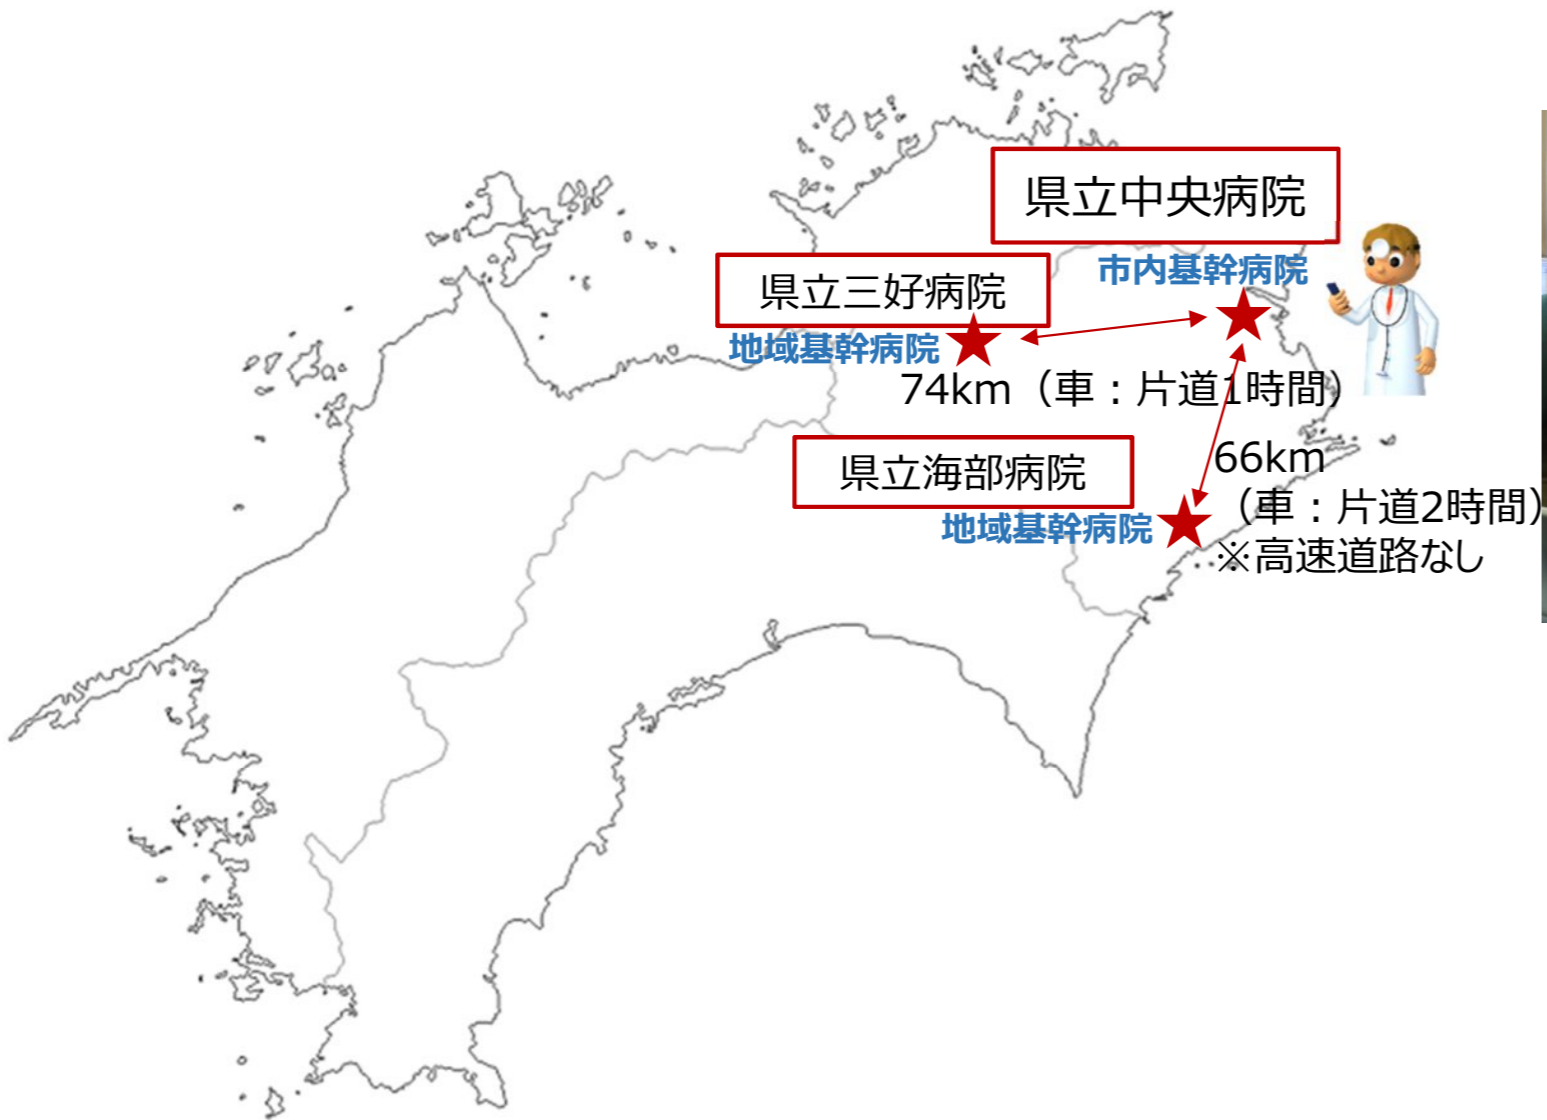 県立中央病院
市内基幹病院
県立三好病院
地域基幹病院
74km（車：片道1時間）
県立海部病院
地域基幹病院
66km
（車：片道2時間）
※高速道路なし